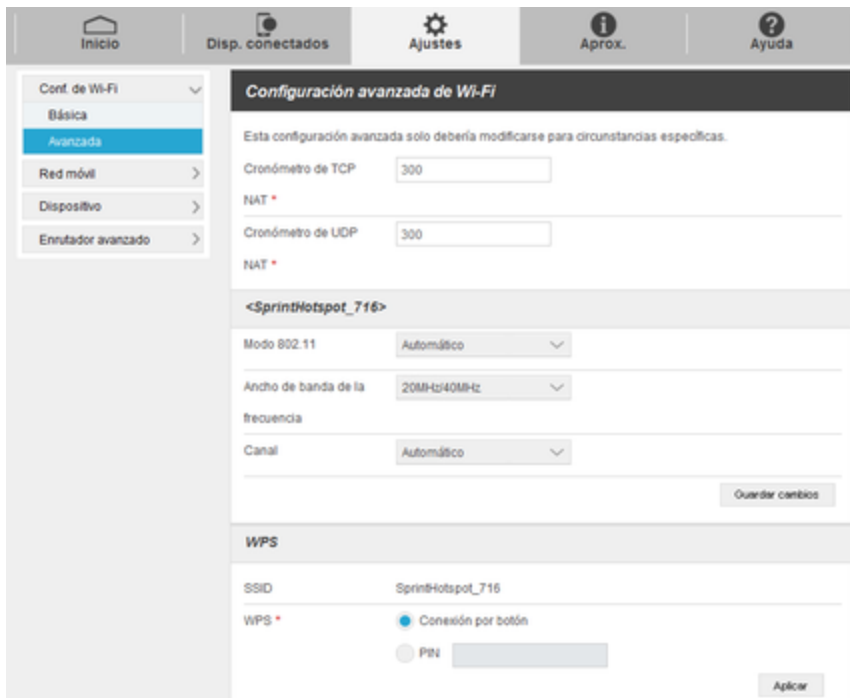 Inicio
Disp. conectados
Ajustes
Aprox.
Ayuda
Conf. de Wi-Fi
Básica
Avanzada
Red móvil
Dispositivo
Enrutador avanzado
Configuración avanzada de Wi-Fi
Esta configuración avanzada solo debería modificarse para circunstancias específicas.
Cronómetro de TCP 300
NAT *
Cronómetro de UDP 300
NAT *
<SprintHotspot_716>
Modo 802.11 Automático
Ancho de banda de la 20MHz/40MHz
frecuencia
Canal Automático
Guardar cambios
WPS
SSID SprintHotspot_716
WPS * Conexión por botón
PIN
Aplicar